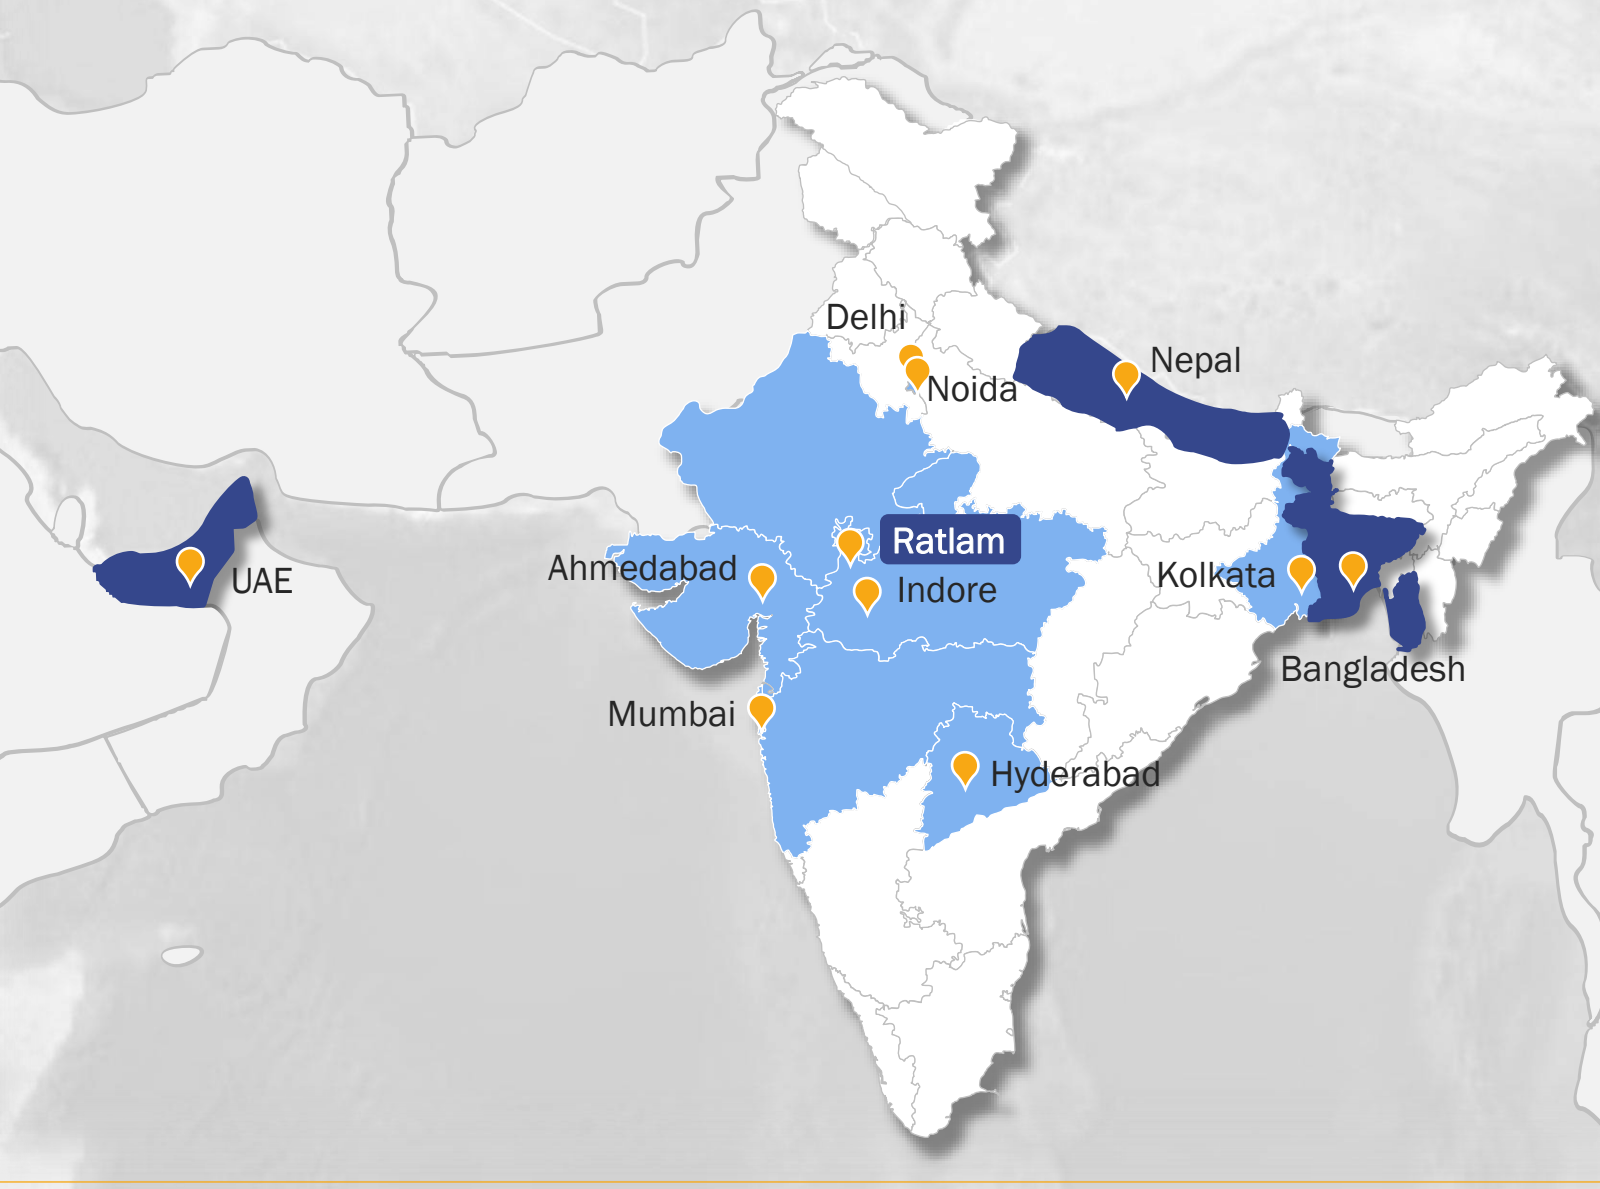 Delhi
Nepal
Noida
Ratlam
Ahmedabad
UAE
Indore
Kolkata
Bangladesh
Mumbai
Hyderabad